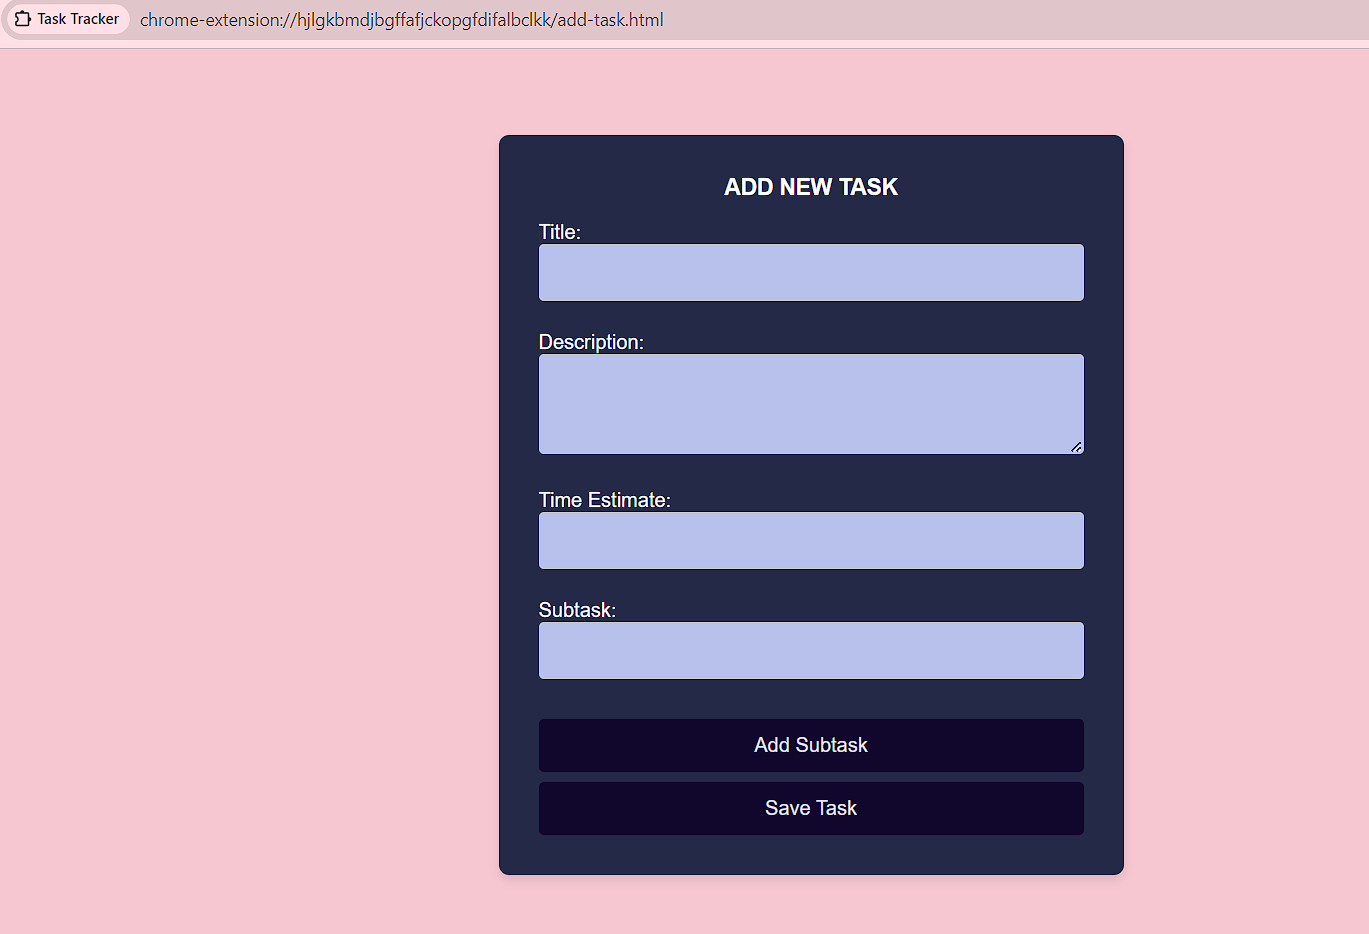 Task Tracker chrome-extension://hjlgkbmdjbgffafjckopgfdifalbclkk/add-task.html
ADD NEW TASK
Title:
Description:
Time Estimate:
Subtask:
Add Subtask
Save Task